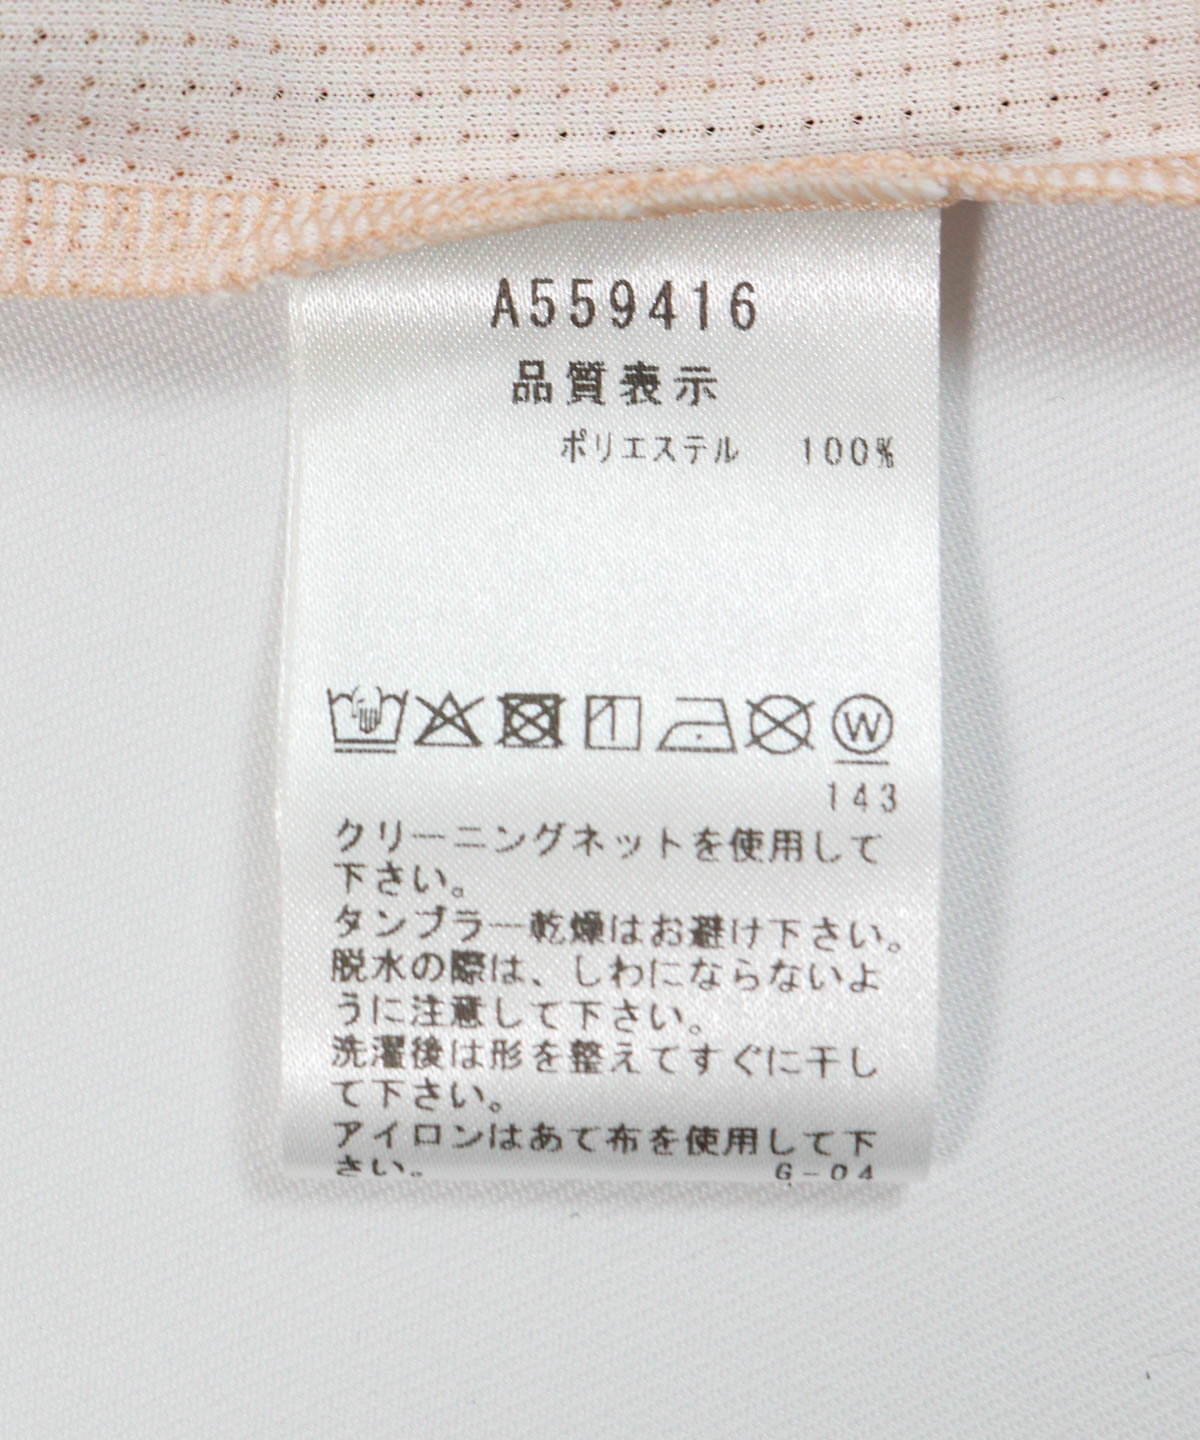 A559416
品質表示
ポリエステル 100%
W
143
クリーニングネットを使用して
下さい。
タンブラー乾燥はお避け下さい。
脱水の際は、しわにならないよ
うに注意して下さい。
洗濯後は形を整えてすぐに干し
て下さい。
アイロンはあて布を使用して下
さい。 G-04